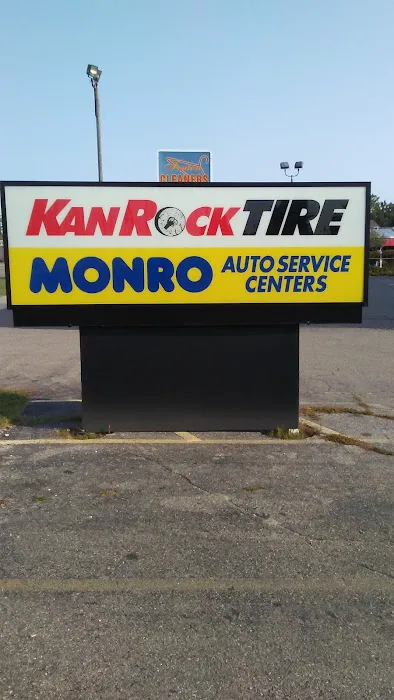 CLEANERS
KANROCK TIRE
MONRO AUTO SERVICE
CENTERS